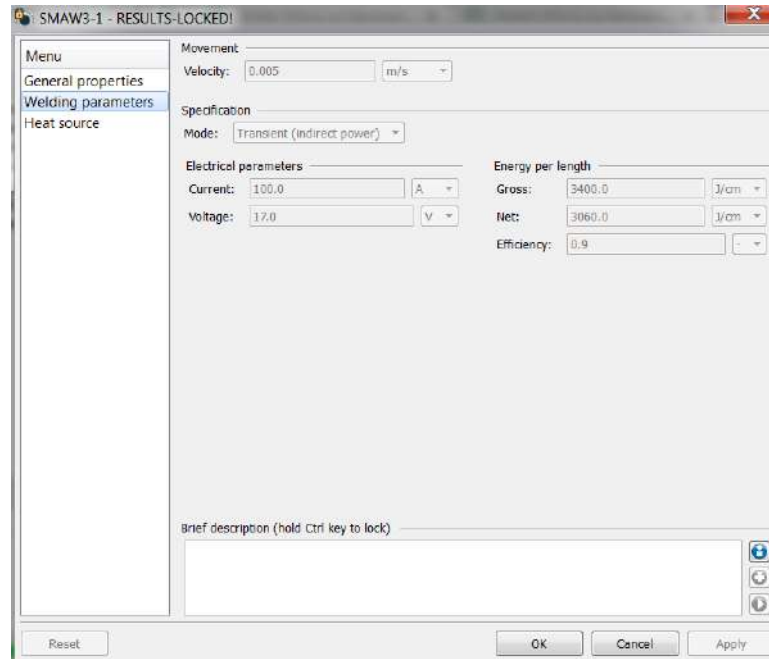 SMAW3-1 - RESULTS-LOCKED!
Menu
General properties
Welding parameters
Heat source
Movement
Velocity: 0.005 m/s
Specification
Mode: Transient (indirect power)
Electrical parameters
Current: 100.0 A
Voltage: 17.0 V
Energy per length
Gross: 3400.0 J/cm
Net: 3060.0 J/cm
Efficiency: 0.9 -
Brief description (hold Ctrl key to lock)
Reset OK Cancel Apply